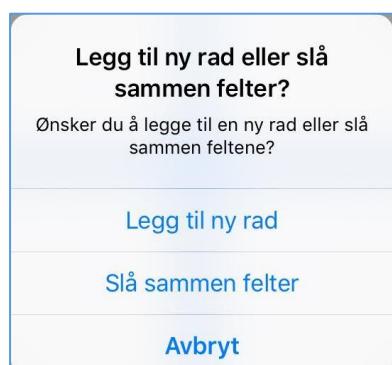 Legg til ny rad eller slå
sammen felter?
Ønsker du å legge til en ny rad eller slå
sammen feltene?
Legg til ny rad
Slå sammen felter
Avbryt